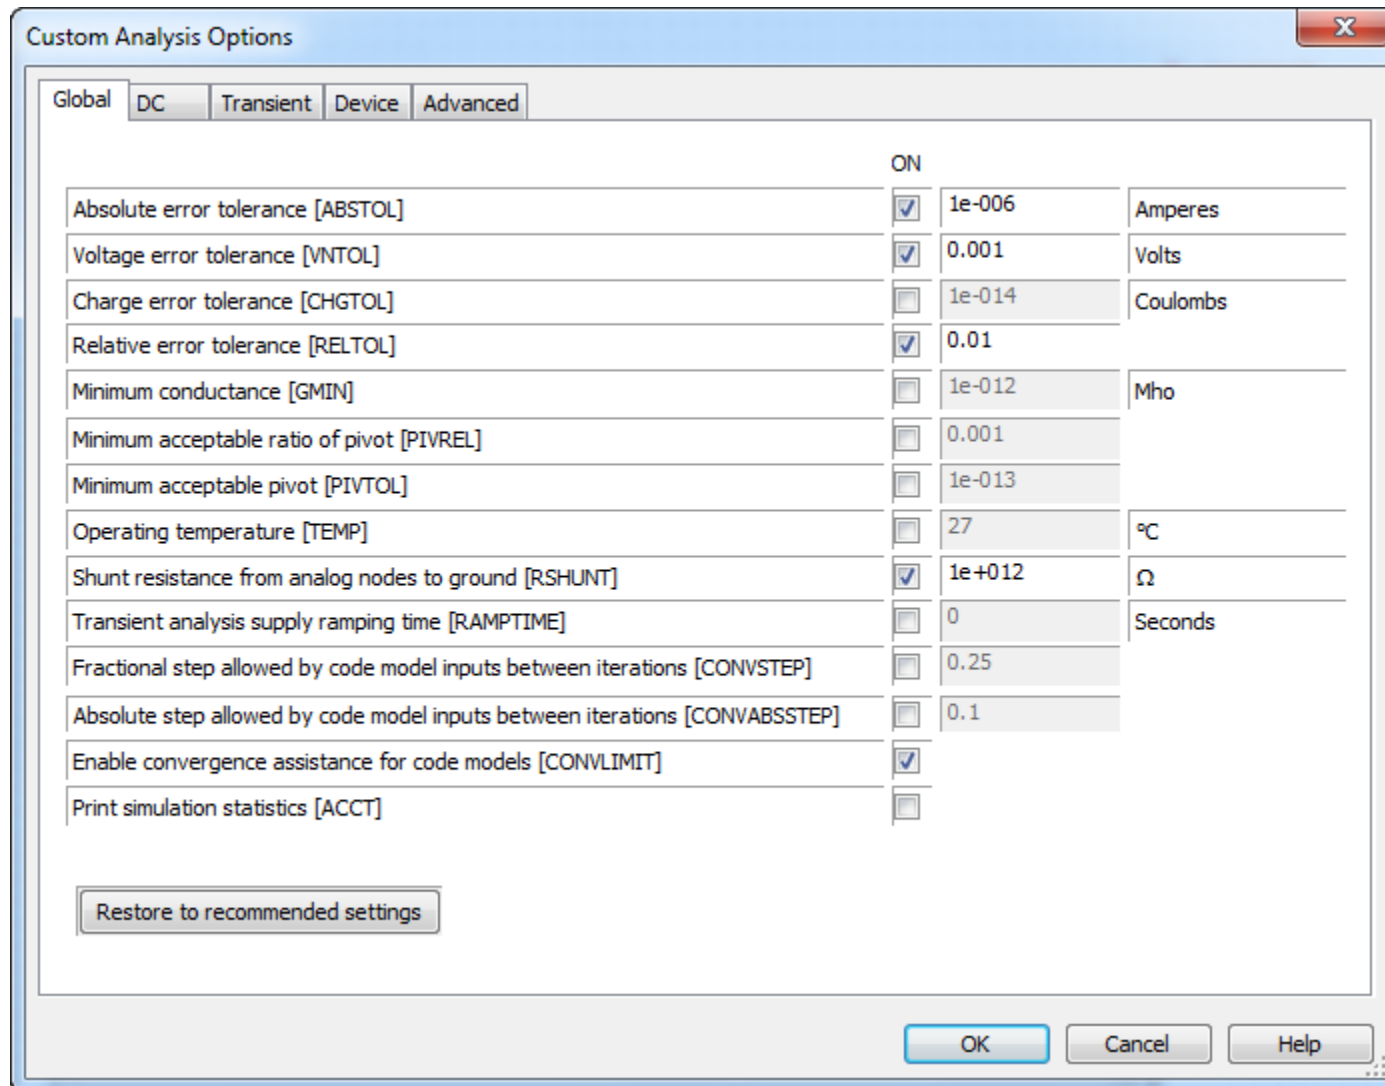 Custom Analysis Options
Global DC Transient Device Advanced
ON
Absolute error tolerance [ABSTOL] 1e-006 Amperes
Voltage error tolerance [VNTOL] 0.001 Volts
Charge error tolerance [CHGTOL] 1e-014 Coulombs
Relative error tolerance [RELTOL] 0.01
Minimum conductance [GMIN] 1e-012 Mho
Minimum acceptable ratio of pivot [PIVREL] 0.001
Minimum acceptable pivot [PIVTOL] 1e-013
Operating temperature [TEMP] 27 °C
Shunt resistance from analog nodes to ground [RSHUNT] 1e+012 Ω
Transient analysis supply ramping time [RAMPTIME] 0 Seconds
Fractional step allowed by code model inputs between iterations [CONVSTEP] 0.25
Absolute step allowed by code model inputs between iterations [CONVABSSTEP] 0.1
Enable convergence assistance for code models [CONVLIMIT]
Print simulation statistics [ACCT]
Restore to recommended settings
OK Cancel Help